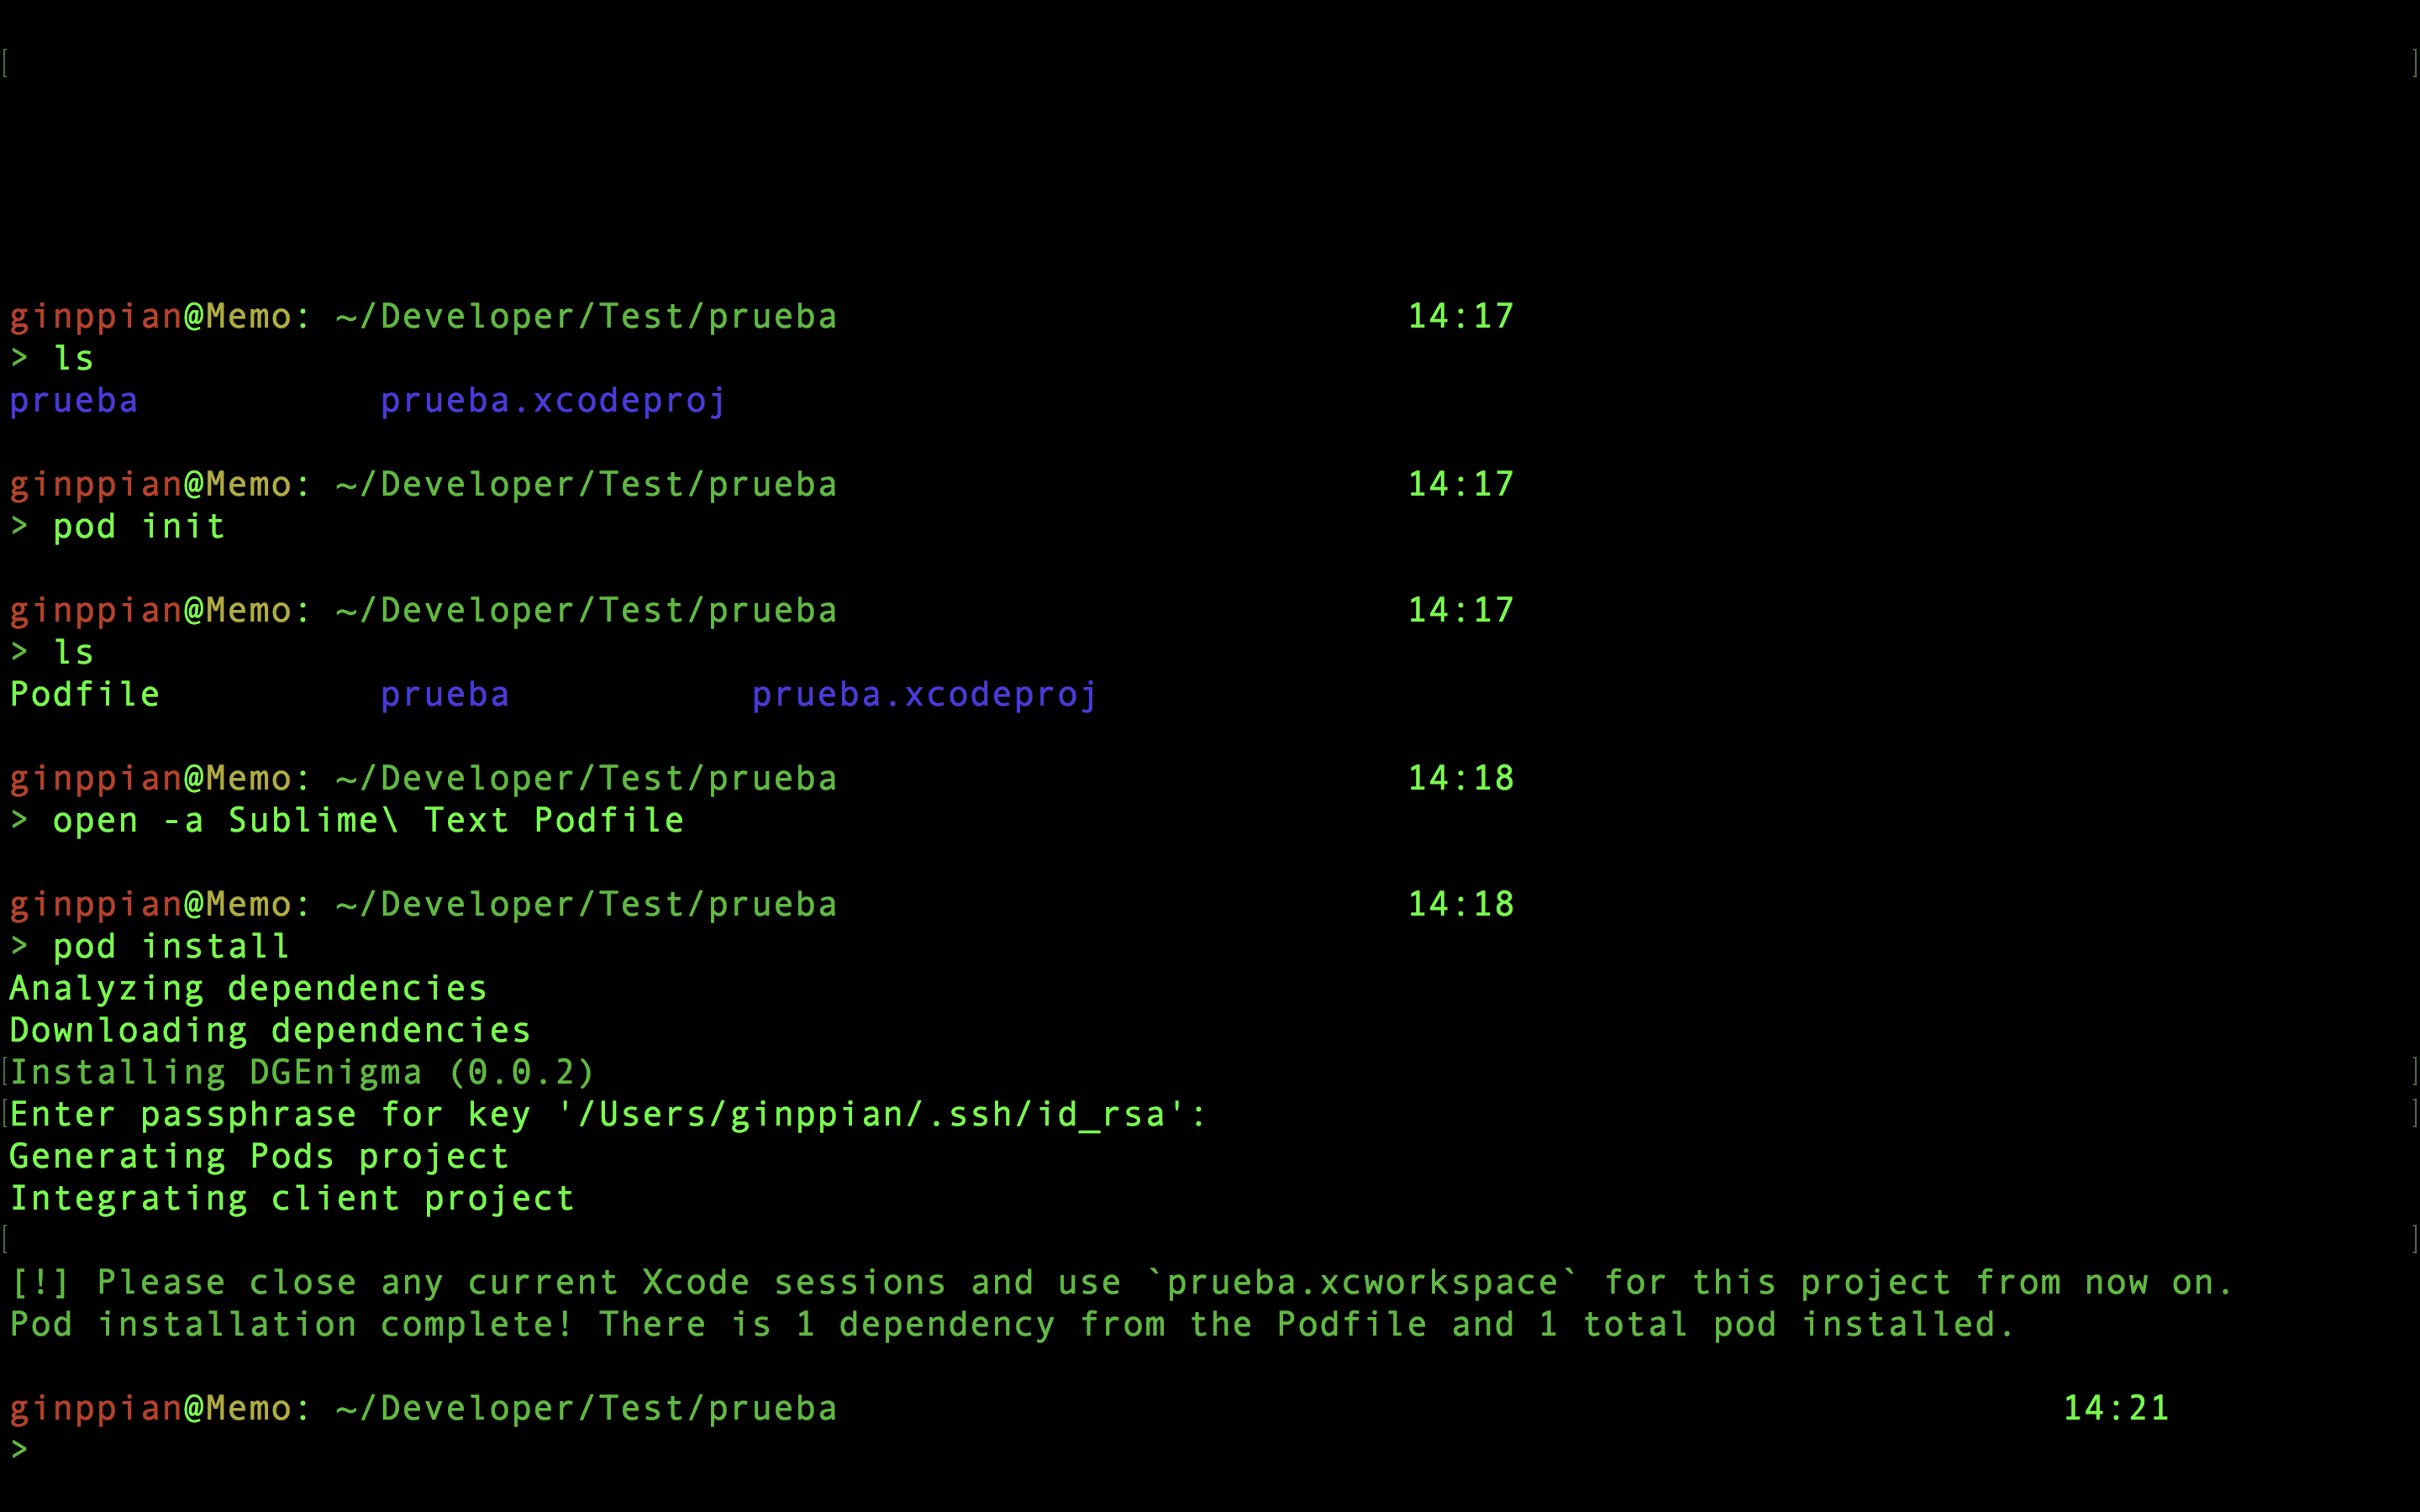 ginppian@Memo: ~/Developer/Test/prueba 14:17
> ls
prueba prueba.xcodeproj
ginppian@Memo: ~/Developer/Test/prueba 14:17
> pod init
ginppian@Memo: ~/Developer/Test/prueba 14:17
> ls
Podfile prueba prueba.xcodeproj
ginppian@Memo: ~/Developer/Test/prueba 14:18
> open -a Sublime\ Text Podfile
ginppian@Memo: ~/Developer/Test/prueba 14:18
> pod install
Analyzing dependencies
Downloading dependencies
Installing DGEnigma (0.0.2)
Enter passphrase for key '/Users/ginppian/.ssh/id_rsa':
Generating Pods project
Integrating client project
[!] Please close any current Xcode sessions and use `prueba.xcworkspace` for this project from now on.
Pod installation complete! There is 1 dependency from the Podfile and 1 total pod installed.
ginppian@Memo: ~/Developer/Test/prueba 14:21
>